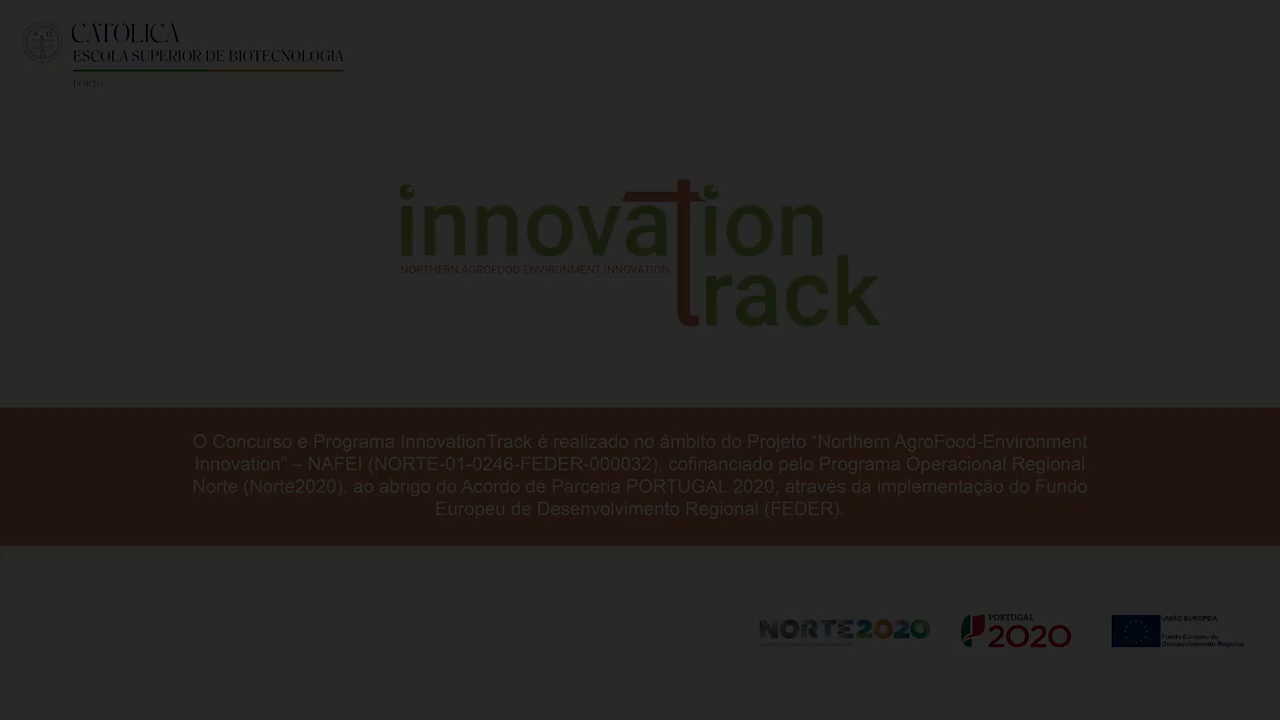 CATOLICA
ESCOLA SUPERIOR DE BIOTECNOLOGIA
PORTO
innovation
NORTHERN AGROFOOD-ENVIRONMENT INNOVATION
track
O Concurso e Programa InnovationTrack é realizado no âmbito do Projeto “Northern AgroFood-Environment
Innovation” – NAFEI (NORTE-01-0246-FEDER-000032), cofinanciado pelo Programa Operacional Regional
Norte (Norte2020), ao abrigo do Acordo de Parceria PORTUGAL 2020, através da implementação do Fundo
Europeu de Desenvolvimento Regional (FEDER).
NORTE2020
PORTUGAL
2020
UNIÃO EUROPEIA
Fundo Europeu de
Desenvolvimento Regional